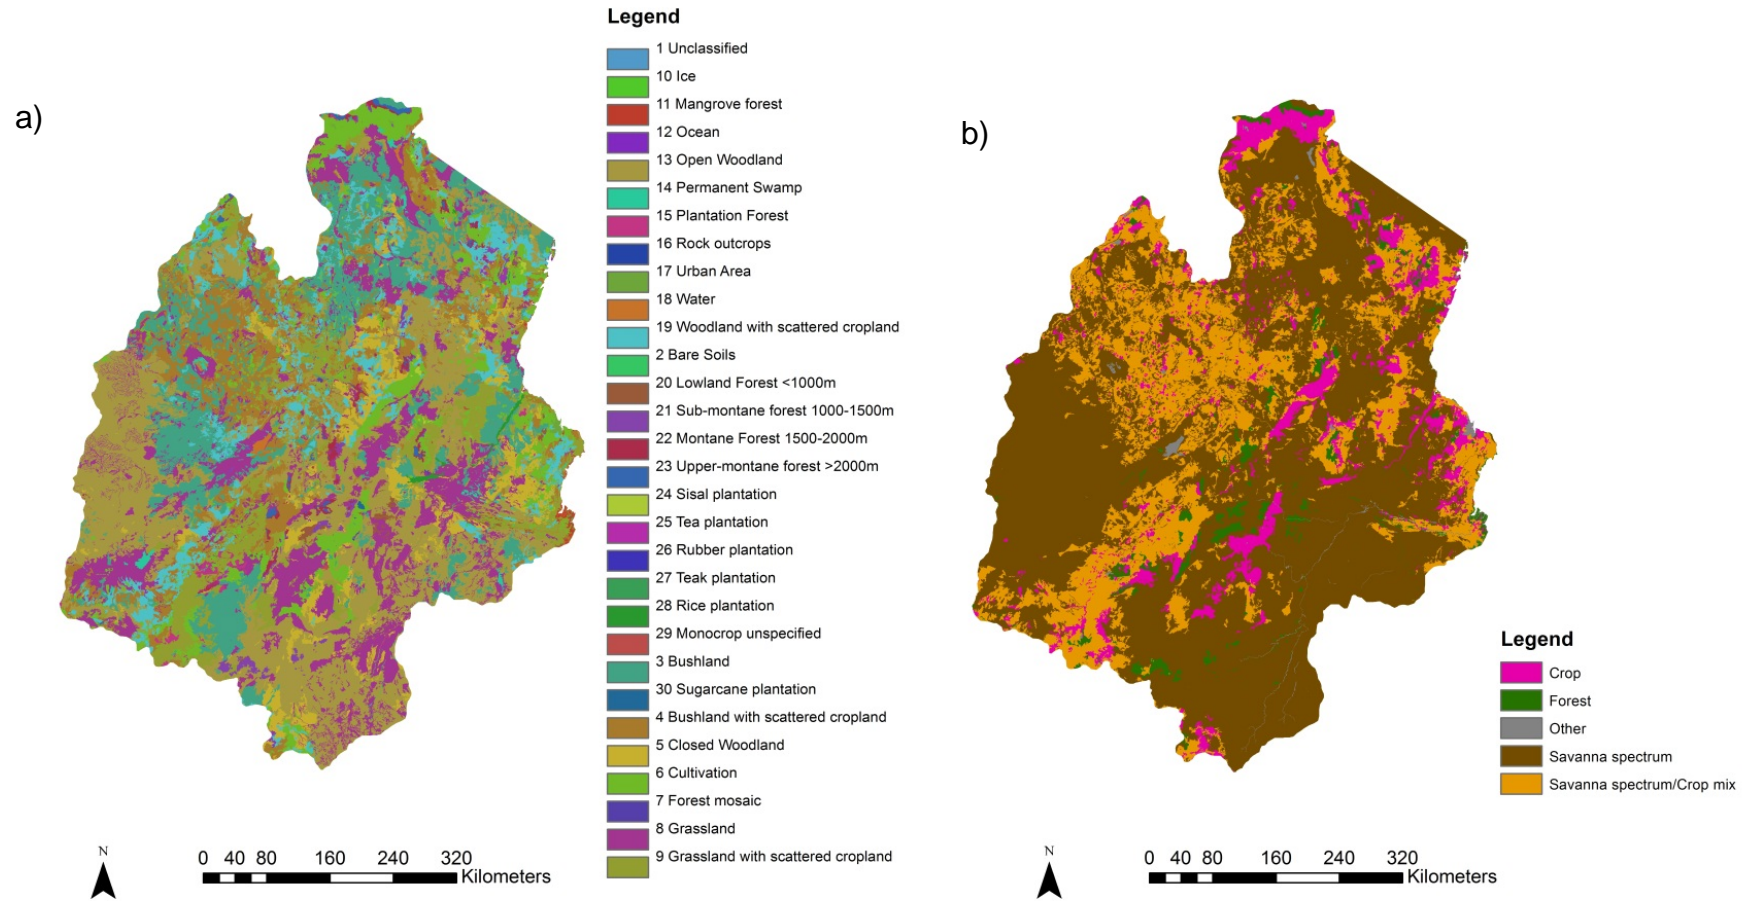 a)
Legend
1 Unclassified
10 Ice
11 Mangrove forest
12 Ocean
13 Open Woodland
14 Permanent Swamp
15 Plantation Forest
16 Rock outcrops
17 Urban Area
18 Water
19 Woodland with scattered cropland
2 Bare Soils
20 Lowland Forest <1000m
21 Sub-montane forest 1000-1500m
22 Montane Forest 1500-2000m
23 Upper-montane forest >2000m
24 Sisal plantation
25 Tea plantation
26 Rubber plantation
27 Teak plantation
28 Rice plantation
29 Monocrop unspecified
3 Bushland
30 Sugarcane plantation
4 Bushland with scattered cropland
5 Closed Woodland
6 Cultivation
7 Forest mosaic
8 Grassland
9 Grassland with scattered cropland
N
0 40 80 160 240 320
Kilometers
b)
Legend
Crop
Forest
Other
Savanna spectrum
Savanna spectrum/Crop mix
N
0 40 80 160 240 320
Kilometers